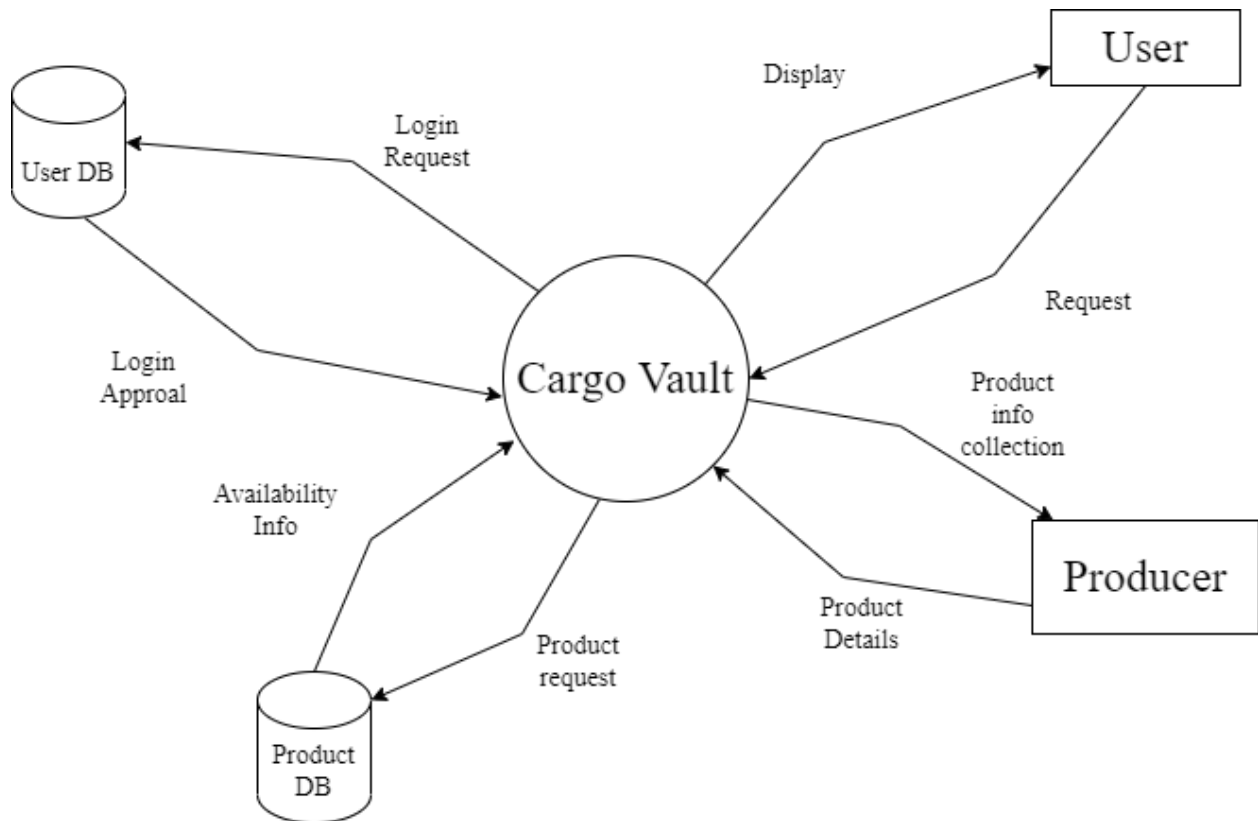 User
Display
Login
Request
User DB
Request
Login
Approal
Cargo Vault
Product
info
collection
Availability
Info
Producer
Product
Details
Product
request
Product
DB